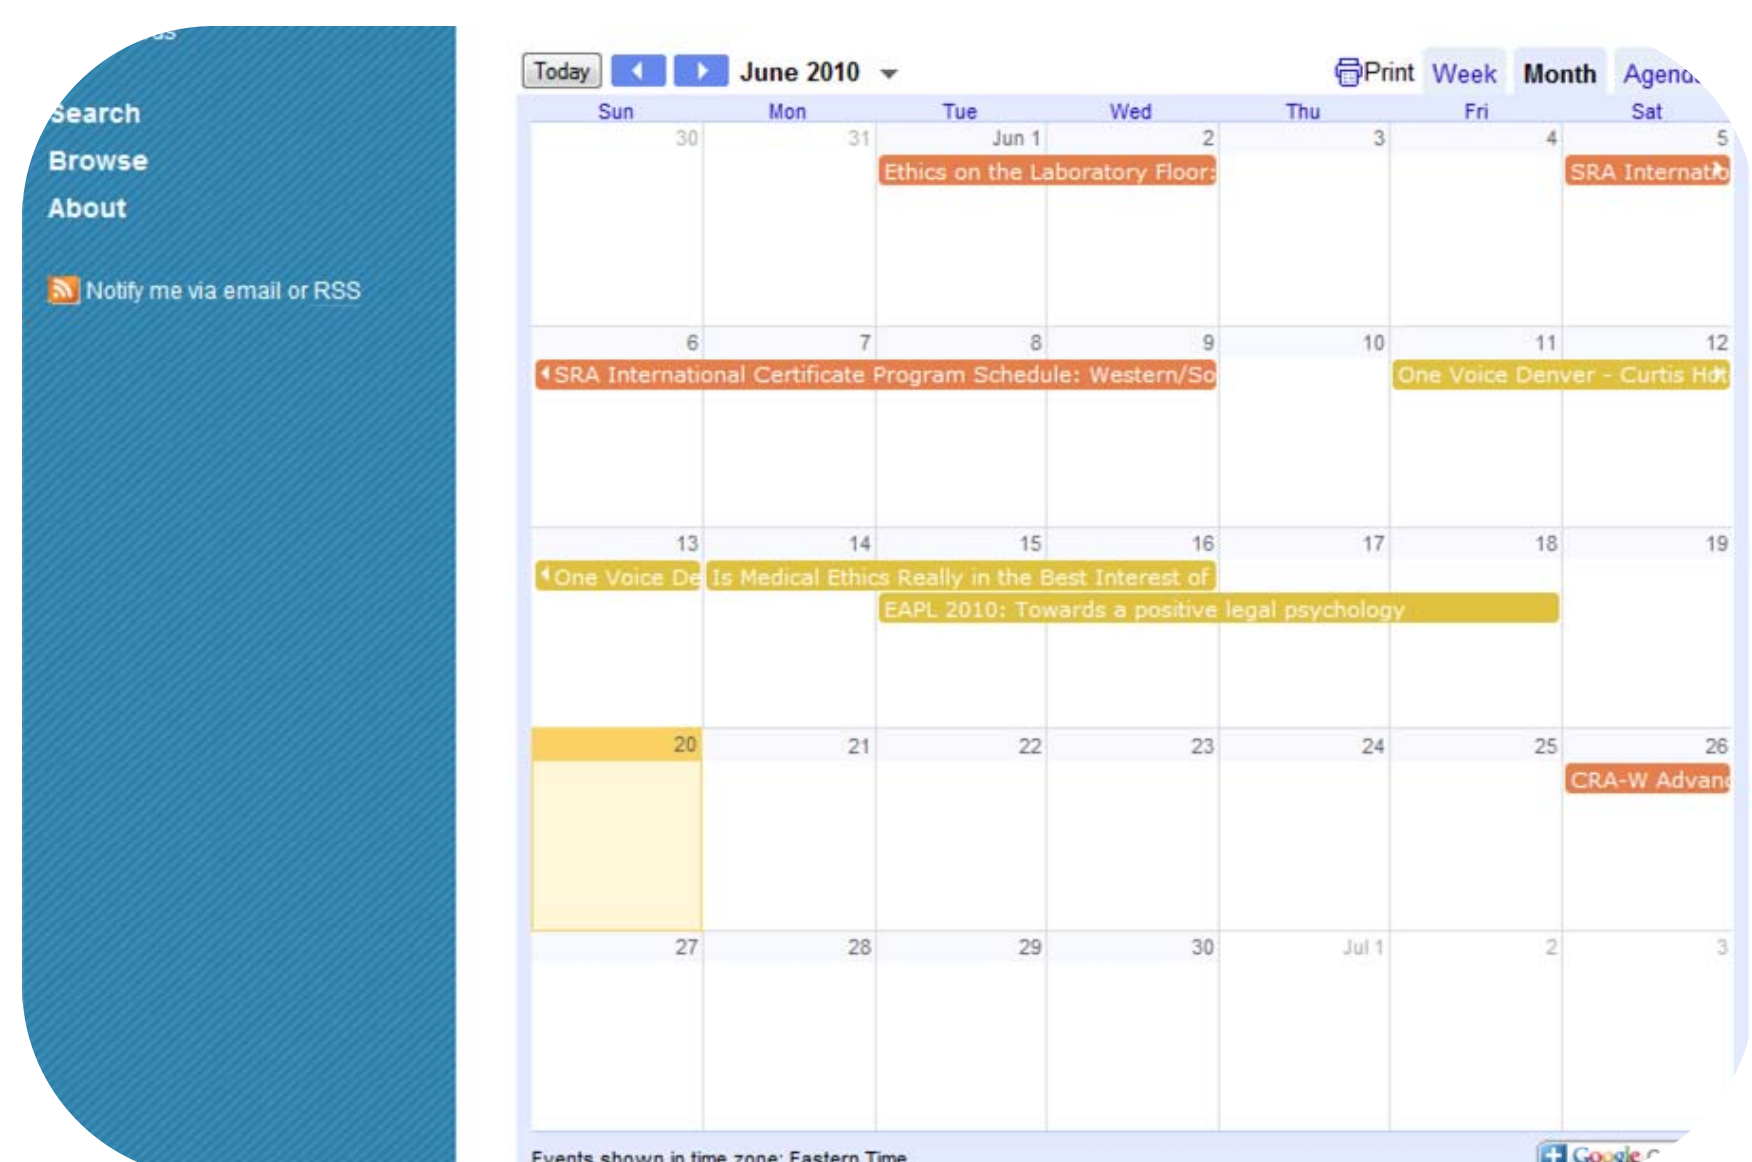 Search
Browse
About
Notify me via email or RSS
Today June 2010 Print Week Month
Sun Mon Tue Wed Thu Fri Sat
30 31 Jun 1 2 3 4 5
Ethics on the Laboratory Floor: SRA
6 7 8 9 10 11 12
SRA International Certificate Program Schedule: Western/So One Voice Denver - Curtis
13 14 15 16 17 18 19
One Voice De Is Medical Ethics Really in the Best Interest of
EAPL 2010: Towards a positive legal psychology
20 21 22 23 24 25 26
CRA-W Advanc
27 28 29 30 Jul 1 2 3
Events shown in time zone: Eastern Time
Google